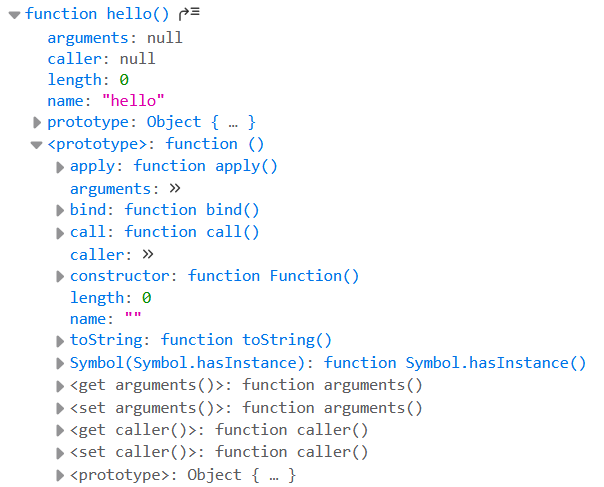 function hello()
arguments: null
caller: null
length: 0
name: "hello"
prototype: Object { … }
<prototype>: function ()
apply: function apply()
arguments: »
bind: function bind()
call: function call()
caller: »
constructor: function Function()
length: 0
name: ""
toString: function toString()
Symbol(Symbol.hasInstance): function Symbol.hasInstance()
<get arguments()>: function arguments()
<set arguments()>: function arguments()
<get caller()>: function caller()
<set caller()>: function caller()
<prototype>: Object { … }